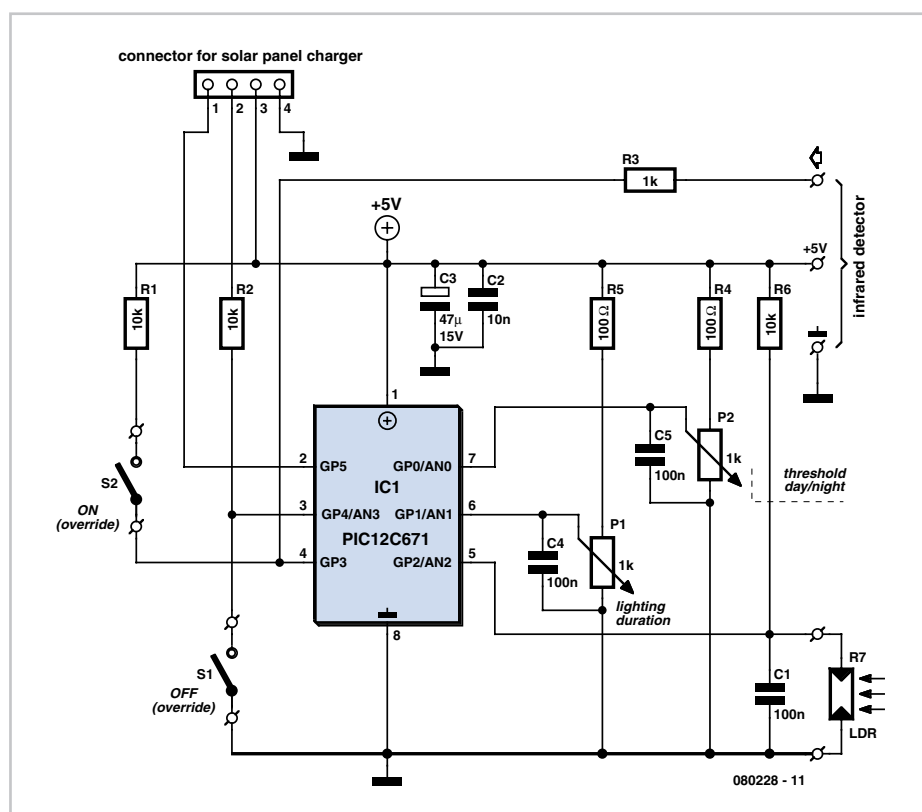 connector for solar panel charger
1 2 3 4
R3
1k
+5V
+5V
infrared detector
R1
10k
R2
10k
C3
47µ
15V
C2
10n
R5
100Ω
R4
100Ω
R6
10k
1
P2
1k
C5
100n
threshold
day/night
2
GP5
GP0/AN0
7
IC1
S2
ON
(override)
3
GP4/AN3
GP1/AN1
6
PIC12C671
4
GP3
GP2/AN2
5
P1
1k
C4
100n
lighting
duration
8
S1
OFF
(override)
C1
100n
R7
LDR
080228 - 11